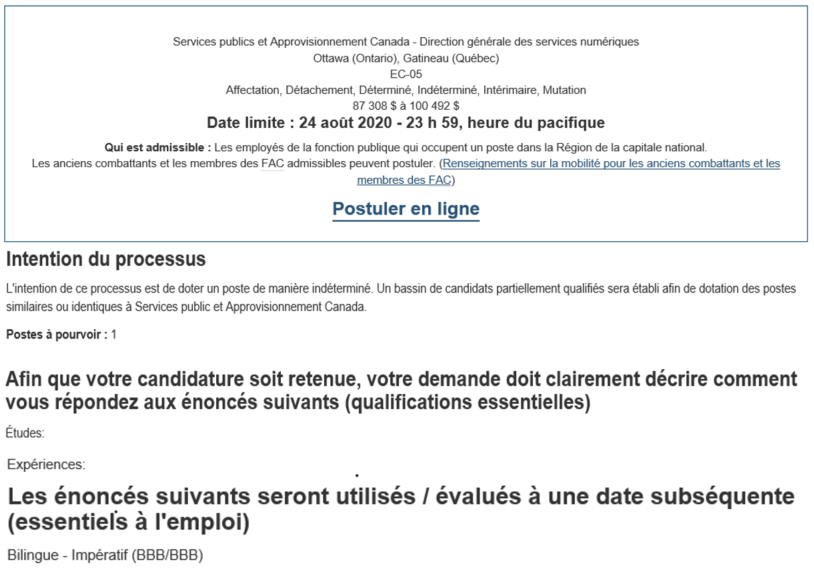 Services publics et Approvisionnement Canada - Direction générale des services numériques
Ottawa (Ontario), Gatineau (Québec)
EC-05
Affectation, Détachement, Déterminé, Indéterminé, Intérimaire, Mutation
87 308 $ à 100 492 $
Date limite : 24 août 2020 - 23 h 59, heure du pacifique
Qui est admissible : Les employés de la fonction publique qui occupent un poste dans la Région de la capitale national.
Les anciens combattants et les membres des FAC admissibles peuvent postuler. (Renseignements sur la mobilité pour les anciens combattants et les
membres des FAC)
Postuler en ligne
Intention du processus
L'intention de ce processus est de doter un poste de manière indéterminé. Un bassin de candidats partiellement qualifiés sera établi afin de dotation des postes
similaires ou identiques à Services public et Approvisionnement Canada.
Postes à pourvoir : 1
Afin que votre candidature soit retenue, votre demande doit clairement décrire comment
vous répondez aux énoncés suivants (qualifications essentielles)
Études:
Expériences:
Les énoncés suivants seront utilisés / évalués à une date subséquente
(essentiels à l'emploi)
Bilingue - Impératif (BBB/BBB)